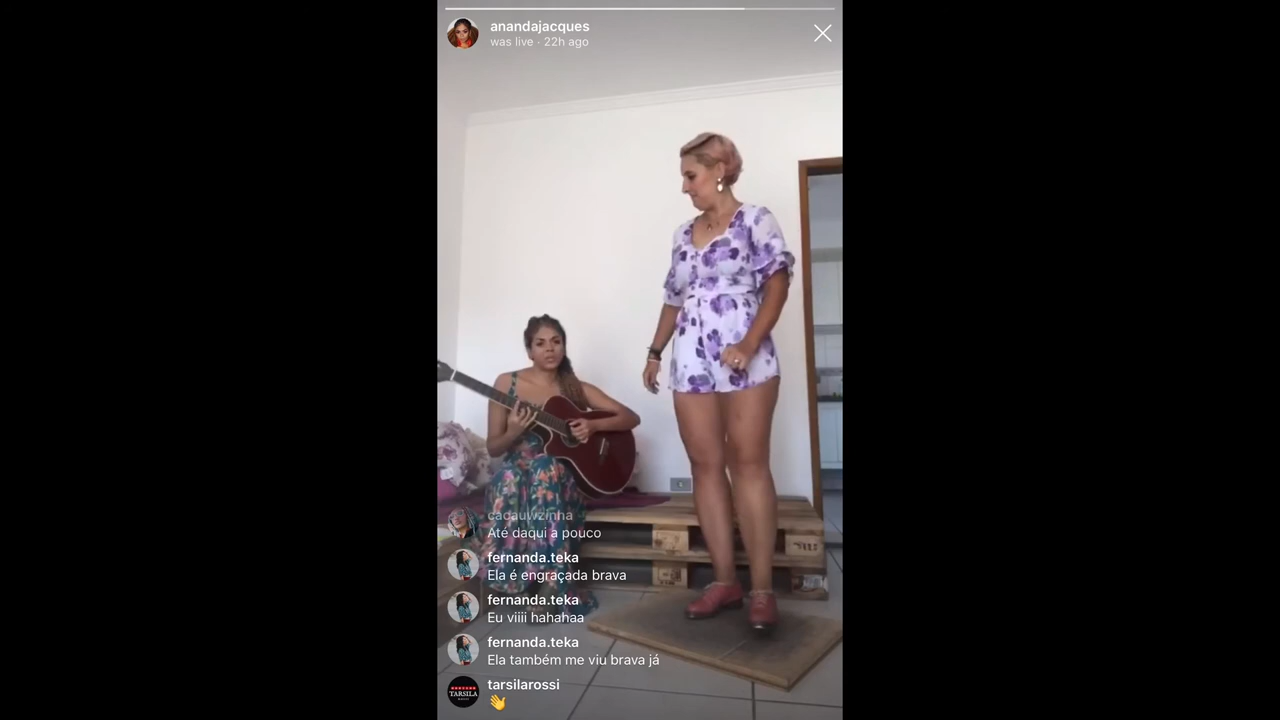 anandajacques
was live · 22h ago
cacauwzinha
Até daqui a pouco
fernanda.teka
Ela é engraçada brava
fernanda.teka
Eu viiii hahahaa
fernanda.teka
Ela também me viu brava já
TARSILA
tarsilarossi
👋